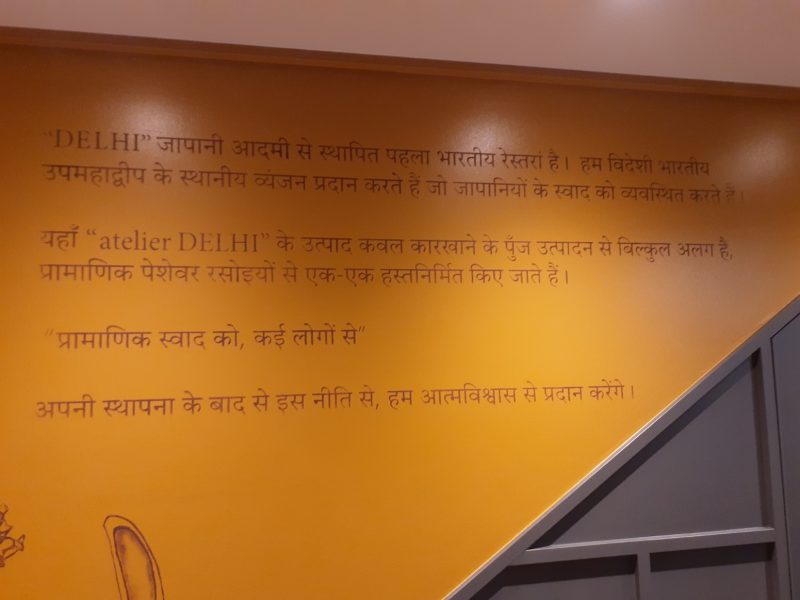 “DELHI” जापानी आदमी से स्थापित पहला भारतीय रेस्तरां है। हम विदेशी भारतीय
उपमहाद्वीप के स्थानीय व्यंजन प्रदान करते हैं जो जापानियों के स्वाद को व्यवस्थित करते हैं।
यहाँ “atelier DELHI” के उत्पाद कवल कारखाने के पुँज उत्पादन से विल्कुल अलग है,
प्रामाणिक पेशेवर रसोइयों से एक-एक हस्तनिर्मित किए जाते हैं।
“प्रामाणिक स्वाद को, कई लोगों से”
अपनी स्थापना के बाद से इस नीति से, हम आत्मविश्वास से प्रदान करेंगे।